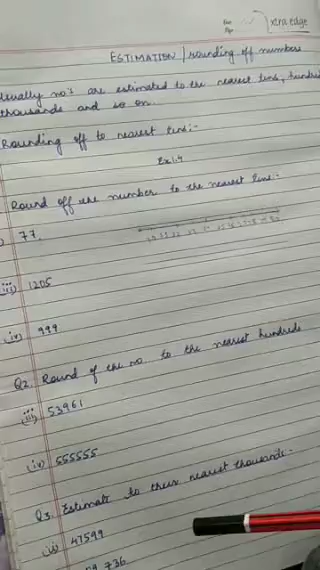 xtra edge
ESTIMATION / rounding off numbers
Usually no's are estimated to the nearest tens, hundred
thousands and so on.
Rounding off to nearest tens:-
Ex 1.4
Round off the number to the nearest tens:-
77.
iii) 1205
iv) 999
Q2. Round of the no to the nearest hundreds
iii) 53961
iv) 555555
Q3. Estimate to their nearest thousands:-
ii) 47599
736